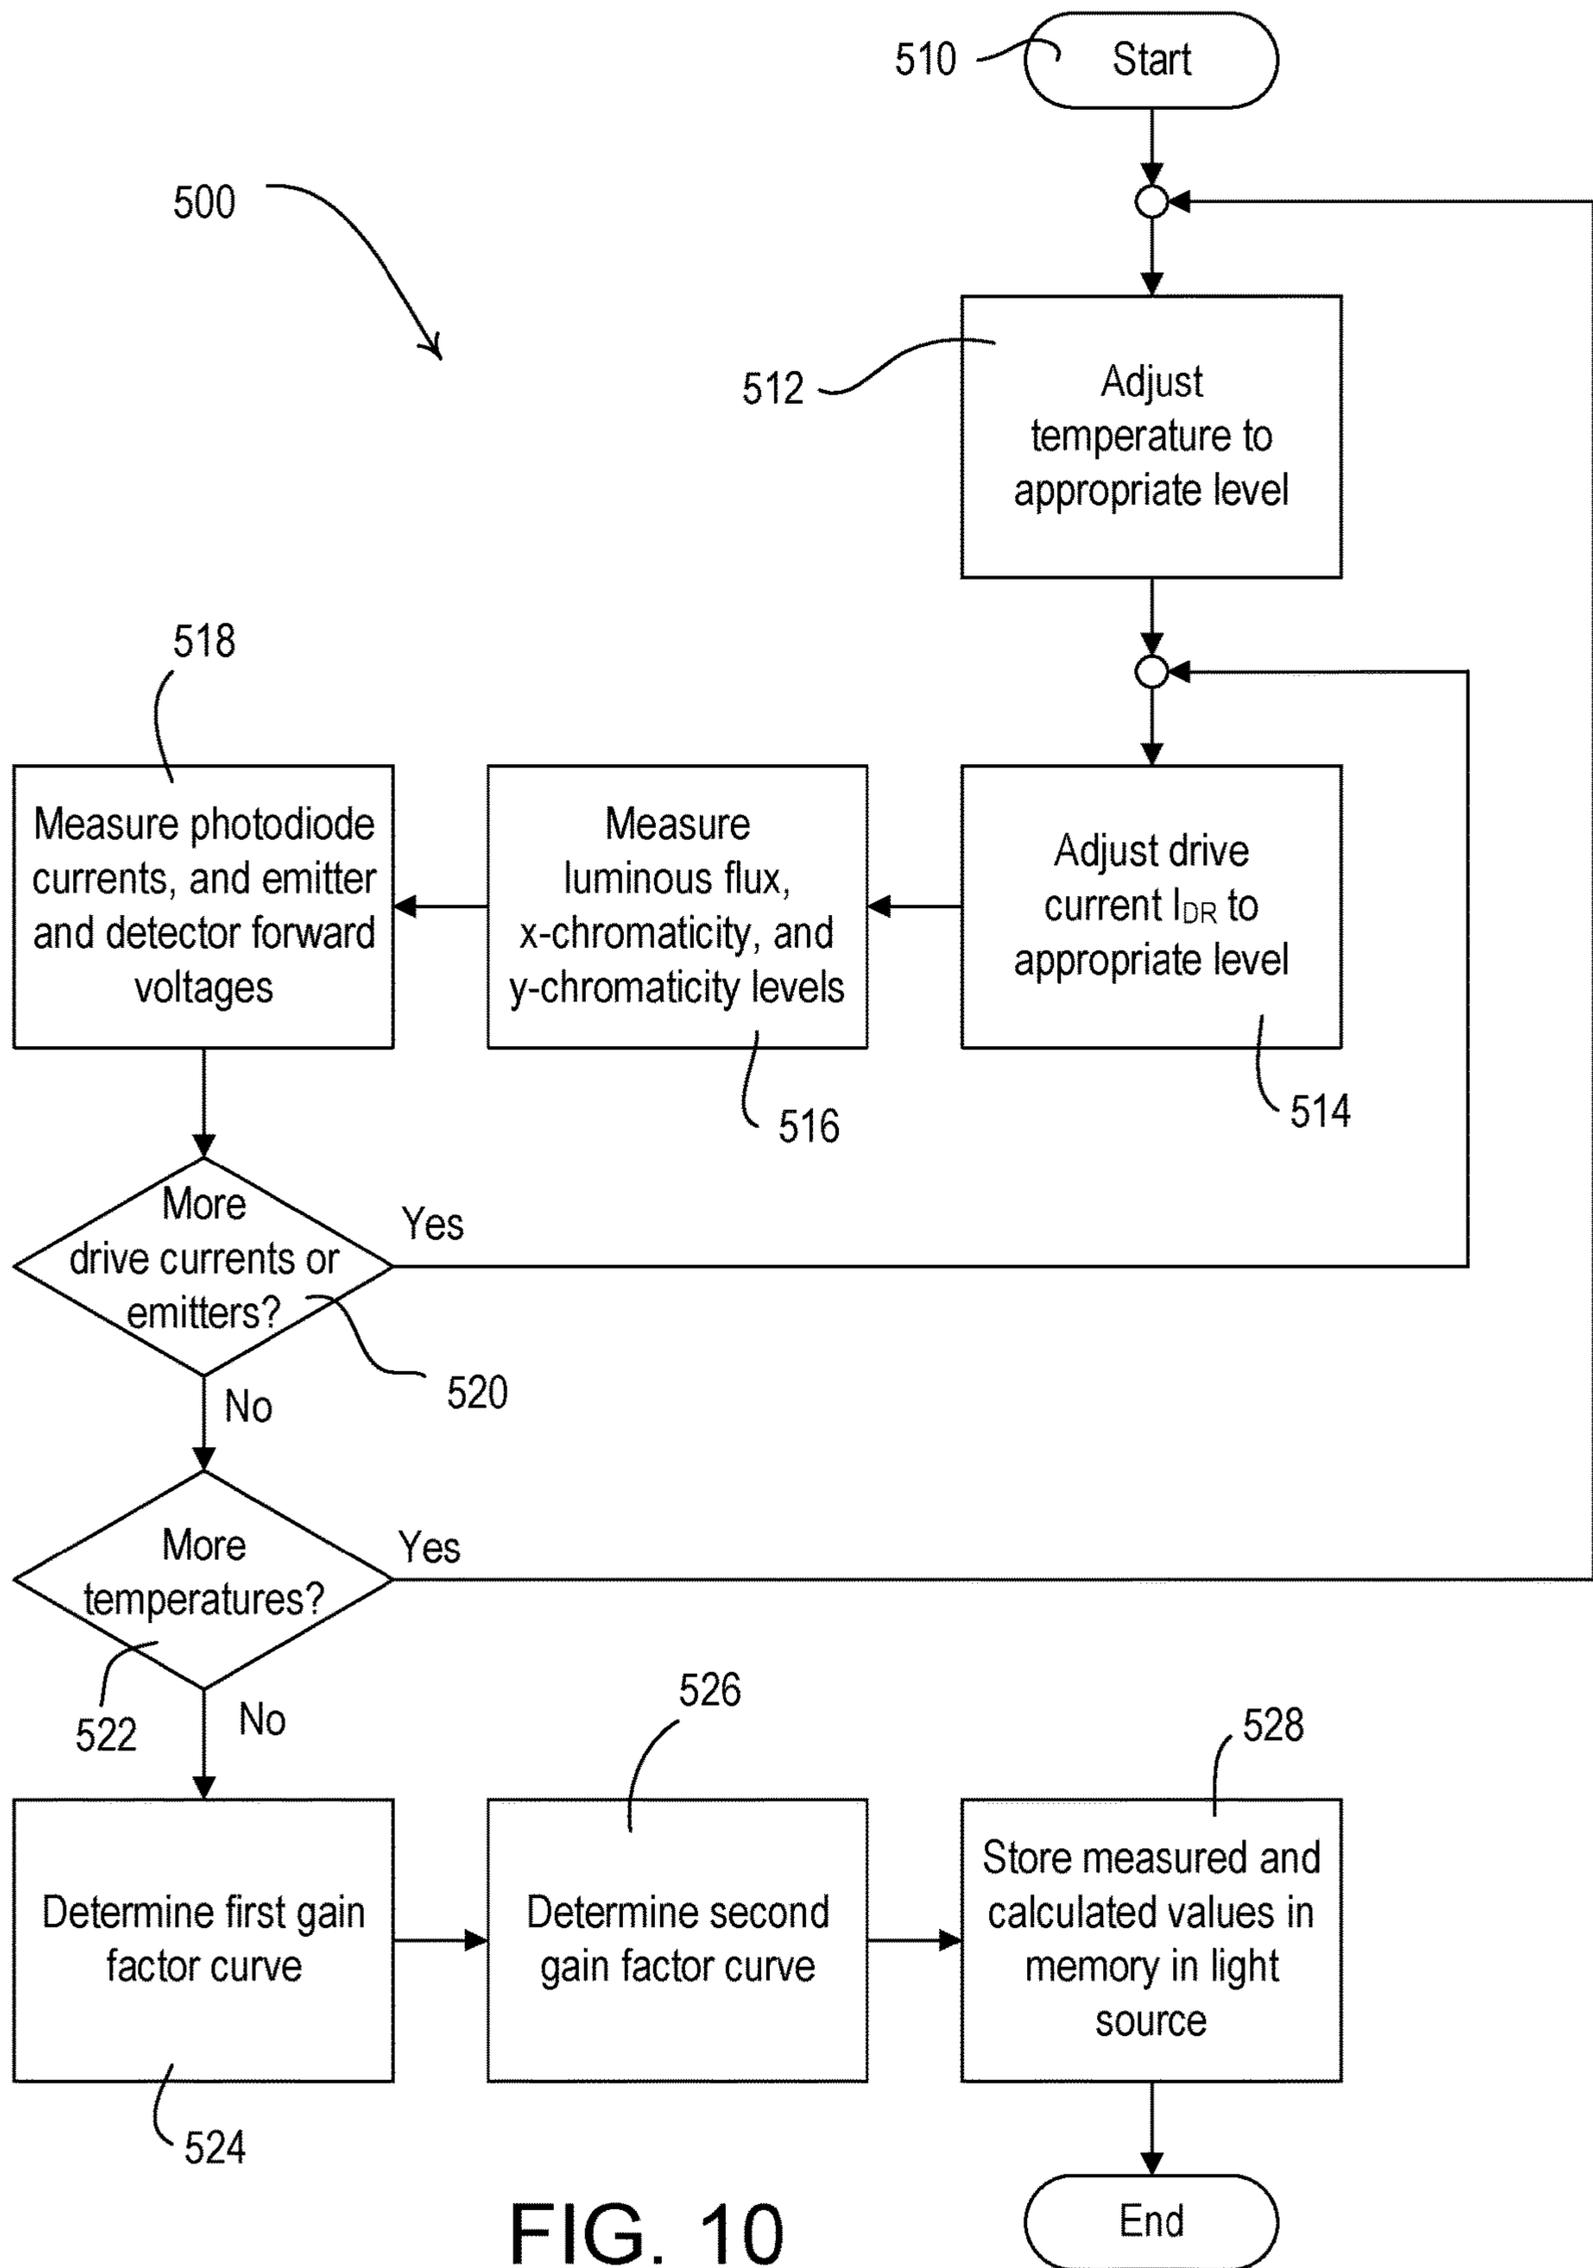 510
Start
500
512
Adjust
temperature to
appropriate level
518
Measure photodiode
currents, and emitter
and detector forward
voltages
Measure
luminous flux,
x-chromaticity, and
y-chromaticity levels
Adjust drive
current IDR to
appropriate level
516
514
More
drive currents or
emitters?
Yes
520
No
More
temperatures?
Yes
522
No
526
528
Determine first gain
factor curve
Determine second
gain factor curve
Store measured and
calculated values in
memory in light
source
524
End
FIG. 10